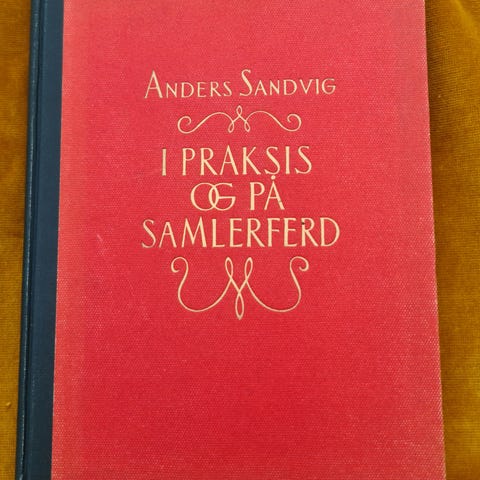 ANDERS SANDVIG
I PRAKSIS
OG PÅ
SAMLERFERD